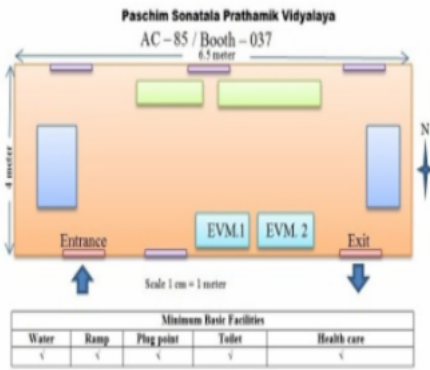 Paschim Sonatala Prathamik Vidyalaya
AC – 85 / Booth – 037
6.5 meter
4 meter
N
EVM.1 EVM. 2
Entrance Exit
Scale 1 cm = 1 meter
Minimum Basic Facilities
Water Ramp Plug point Toilet Health care
√ √ √ √ √